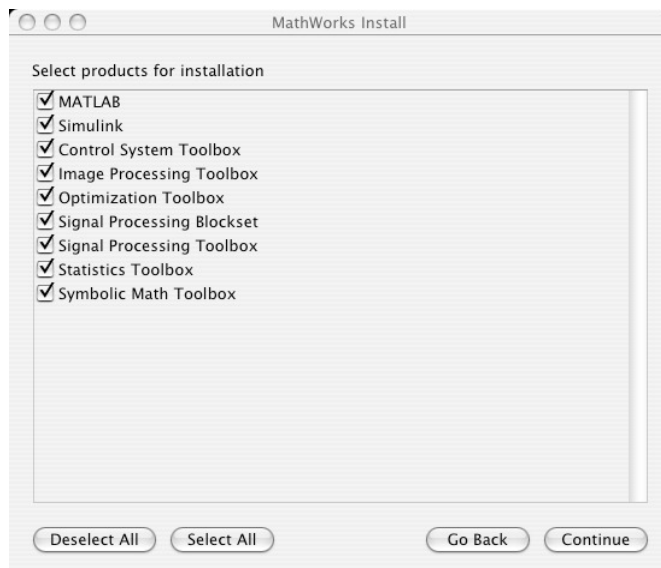 MathWorks Install
Select products for installation
MATLAB
Simulink
Control System Toolbox
Image Processing Toolbox
Optimization Toolbox
Signal Processing Blockset
Signal Processing Toolbox
Statistics Toolbox
Symbolic Math Toolbox
Deselect All Select All Go Back Continue